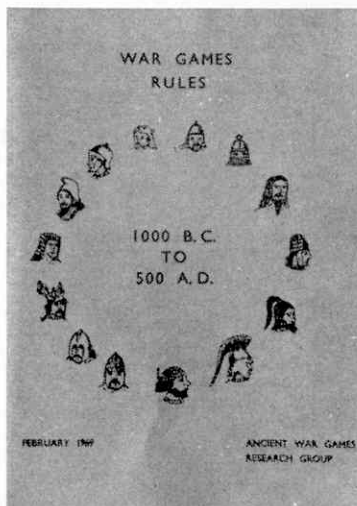 WAR GAMES
RULES
1000 B.C.
TO
500 A.D.
FEBRUARY 1969
ANCIENT WAR GAMES
RESEARCH GROUP